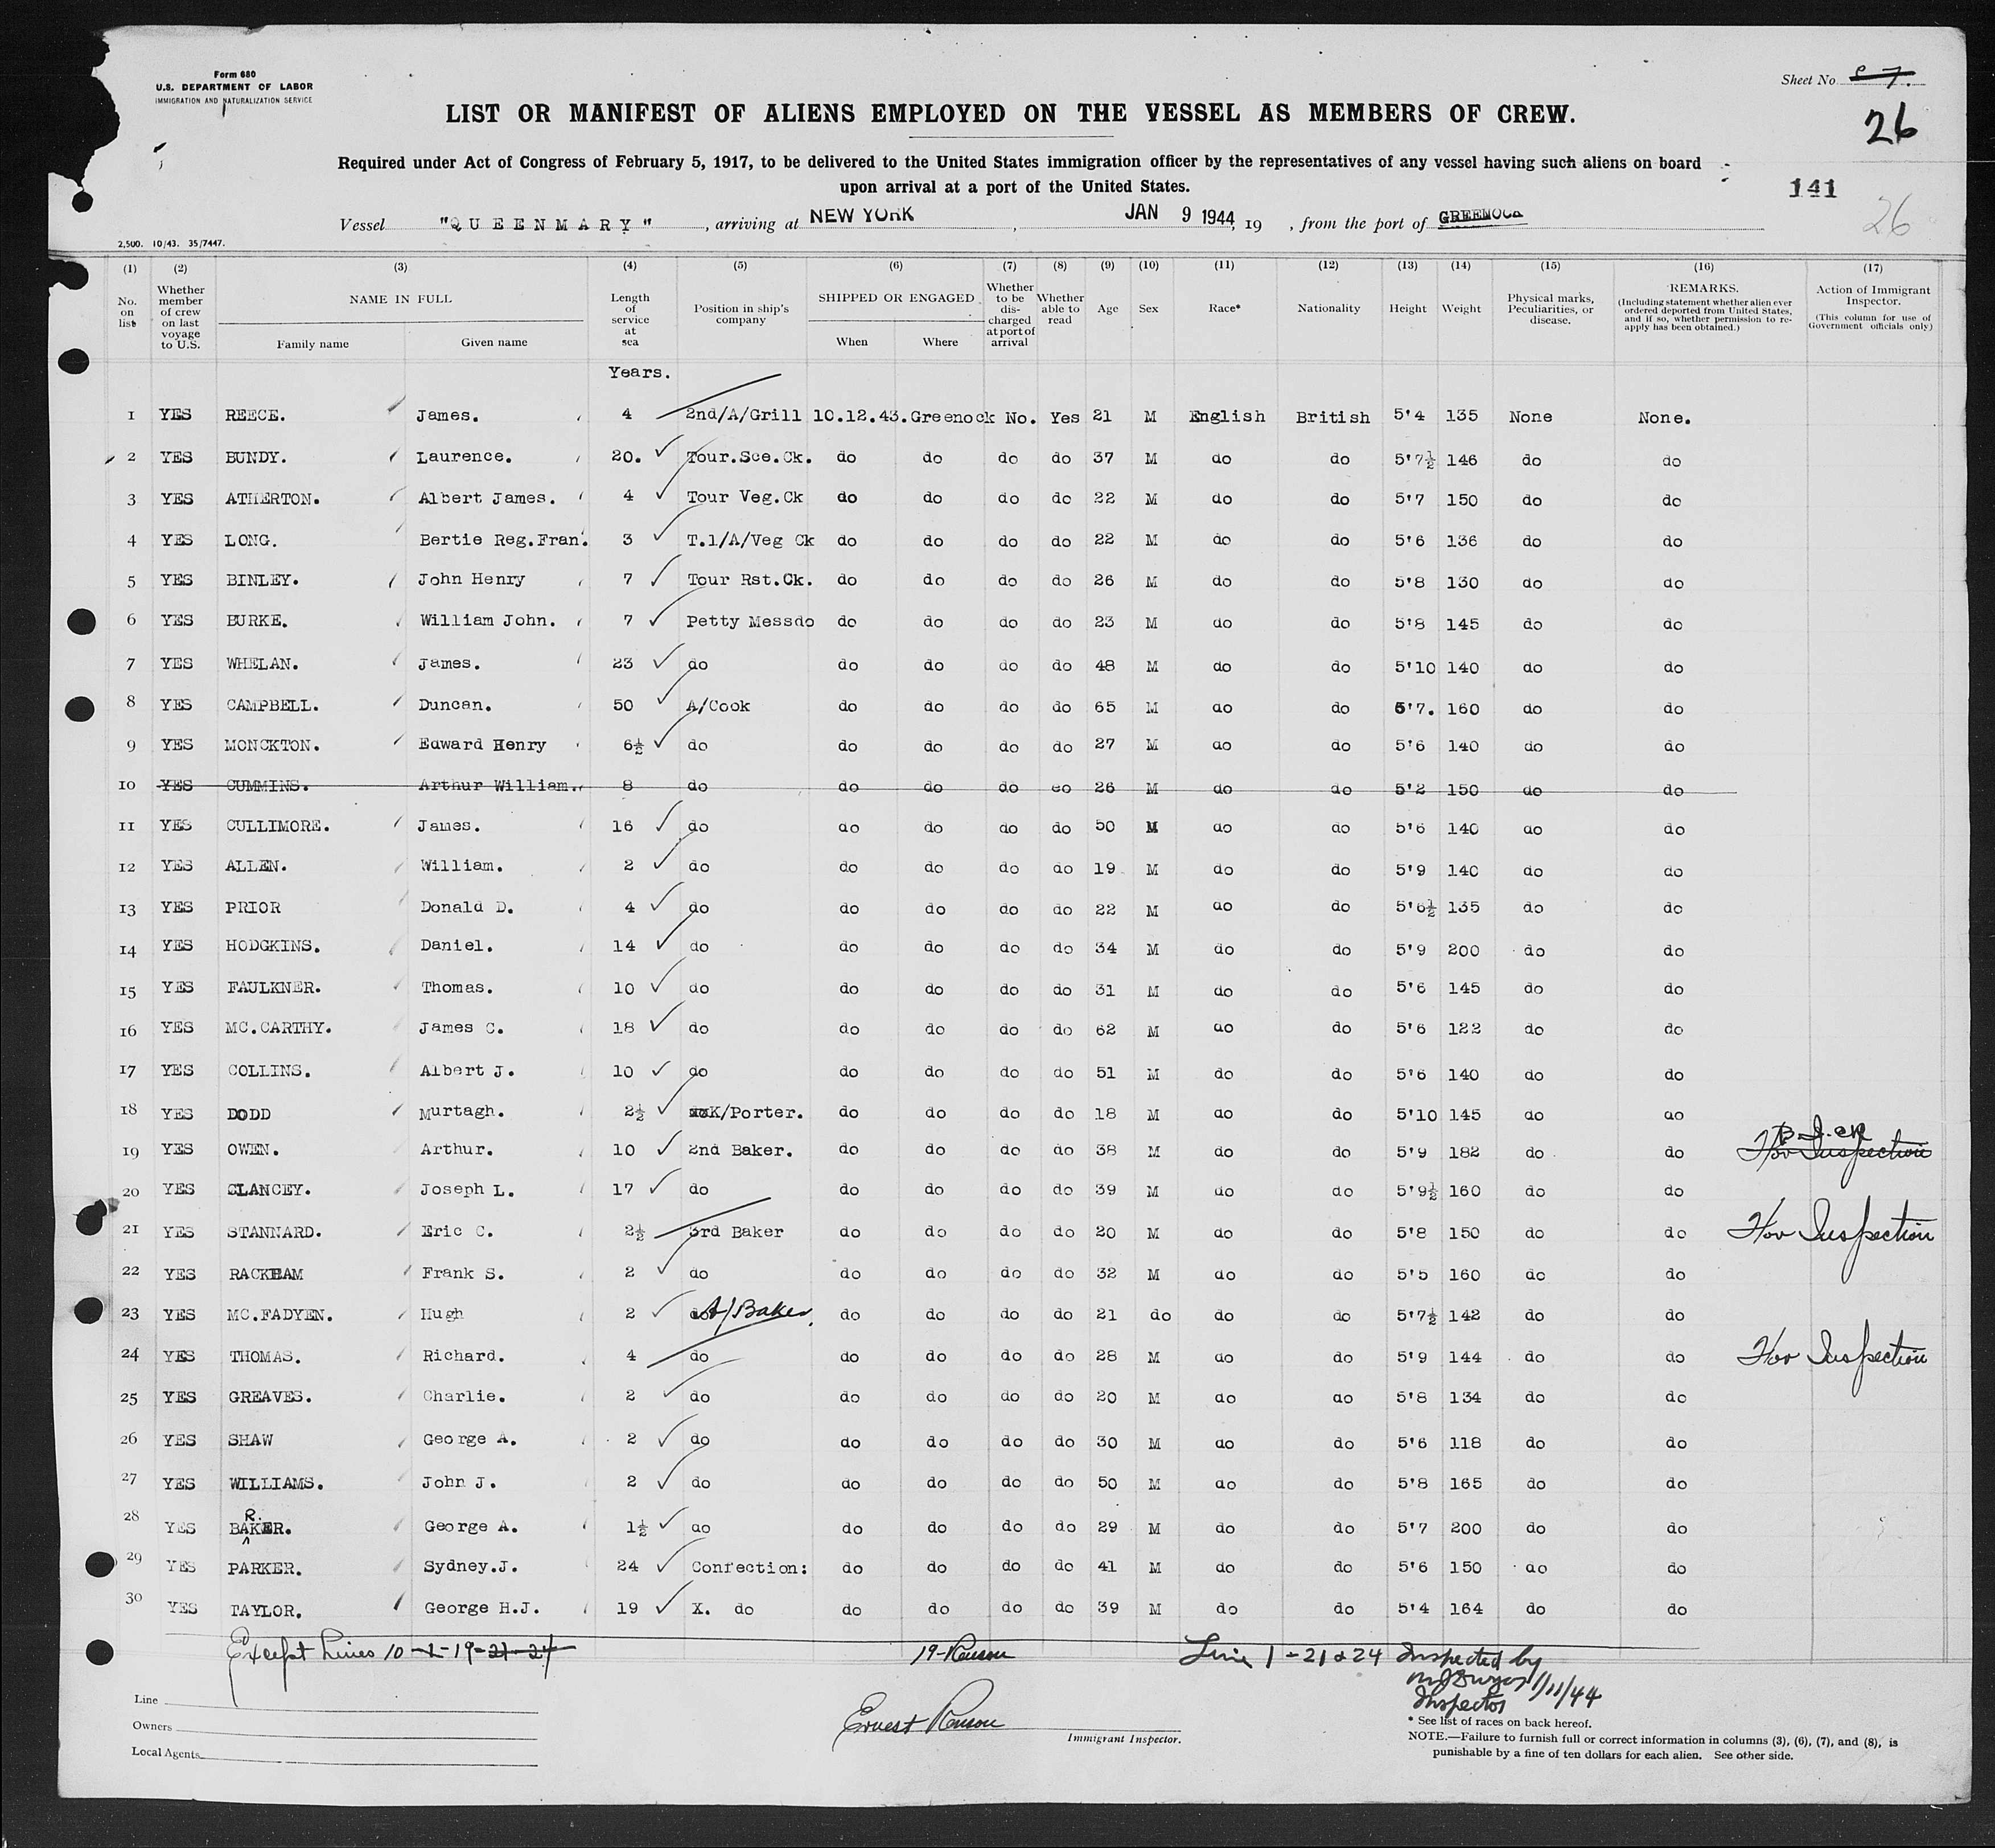 Form 680
U.S. DEPARTMENT OF LABOR
IMMIGRATION AND NATURALIZATION SERVICE
Sheet No. 7.
26
LIST OR MANIFEST OF ALIENS EMPLOYED ON THE VESSEL AS MEMBERS OF CREW.
Required under Act of Congress of February 5, 1917, to be delivered to the United States immigration officer by the representatives of any vessel having such aliens on board
upon arrival at a port of the United States.
141
26
Vessel "QUEENMARY", arriving at NEW YORK, JAN 9 1944, 19 , from the port of GREENOCK
2,500. 10/43. 35/7447.
(1) (2) (3) (4) (5) (6) (7) (8) (9) (10) (11) (12) (13) (14) (15) (16) (17)
No. on list Whether member of crew on last voyage to U.S. NAME IN FULL Family name Given name Length of service at sea Position in ship's company SHIPPED OR ENGAGED When Where Whether to be discharged at port of arrival Whether able to read Age Sex Race* Nationality Height Weight Physical marks, Peculiarities, or disease. REMARKS. (Including statement whether alien ever ordered deported from United States, and if so, whether permission to re-apply has been obtained.) Action of Immigrant Inspector. (This column for use of Government officials only)
Years.
1 YES REECE. James. 4 2nd/A/Grill 10.12.43. Greenock No. Yes 21 M English British 5'4 135 None None.
2 YES BUNDY. Laurence. 20. Tour.Sce.Ck. do do do do 37 M do do 5'7½ 146 do do
3 YES ATHERTON. Albert James. 4 Tour Veg.Ck do do do do 22 M do do 5'7 150 do do
4 YES LONG. Bertie Reg.Fran. 3 T.1/A/Veg Ck do do do do 22 M do do 5'6 136 do do
5 YES BINLEY. John Henry 7 Tour Rst.Ck. do do do do 26 M do do 5'8 130 do do
6 YES BURKE. William John. 7 Petty Messdo do do do do 23 M do do 5'8 145 do do
7 YES WHELAN. James. 23 do do do do do 48 M do do 5'10 140 do do
8 YES CAMPBELL. Duncan. 50 A/Cook do do do do 65 M do do 5'7. 160 do do
9 YES MONCKTON. Edward Henry 6½ do do do do do 27 M do do 5'6 140 do do
10 YES CUMMINS. Arthur William. 8 do do do do do 26 M do do 5'2 150 do do
11 YES CULLIMORE. James. 16 do do do do do 50 M do do 5'6 140 do do
12 YES ALLEN. William. 2 do do do do do 19 M do do 5'9 140 do do
13 YES PRIOR Donald D. 4 do do do do do 22 M do do 5'6½ 135 do do
14 YES HODGKINS. Daniel. 14 do do do do do 34 M do do 5'9 200 do do
15 YES FAULKNER. Thomas. 10 do do do do do 31 M do do 5'6 145 do do
16 YES MC.CARTHY. James C. 18 do do do do do 62 M do do 5'6 122 do do
17 YES COLLINS. Albert J. 10 do do do do do 51 M do do 5'6 140 do do
18 YES DODD Murtagh. 2½ K/Porter. do do do do 18 M do do 5'10 145 do do
19 YES OWEN. Arthur. 10 2nd Baker. do do do do 38 M do do 5'9 182 do do For Inspection
20 YES CLANCEY. Joseph L. 17 do do do do do 39 M do do 5'9½ 160 do do
21 YES STANNARD. Eric C. 2½ 3rd Baker do do do do 20 M do do 5'8 150 do do For Inspection
22 YES RACKHAM Frank S. 2 do do do do do 32 M do do 5'5 160 do do
23 YES MC.FADYEN. Hugh 2 do A/Baker. do do do do 21 do do do 5'7½ 142 do do
24 YES THOMAS. Richard. 4 do do do do do 28 M do do 5'9 144 do do For Inspection
25 YES GREAVES. Charlie. 2 do do do do do 20 M do do 5'8 134 do do
26 YES SHAW George A. 2 do do do do do 30 M do do 5'6 118 do do
27 YES WILLIAMS. John J. 2 do do do do do 50 M do do 5'8 165 do do
28 YES BARKER. George A. 1½ do do do do do 29 M do do 5'7 200 do do
29 YES PARKER. Sydney.J. 24 Confection: do do do do 41 M do do 5'6 150 do do
30 YES TAYLOR. George H.J. 19 X. do do do do do 39 M do do 5'4 164 do do
Except Lines 10-1-19-21-24 19- Line 1-21 & 24 Inspected by
1/11/44
Inspector
Line
Owners
Local Agents
Ernest
Immigrant Inspector.
* See list of races on back hereof.
NOTE.—Failure to furnish full or correct information in columns (3), (6), (7), and (8), is
punishable by a fine of ten dollars for each alien. See other side.